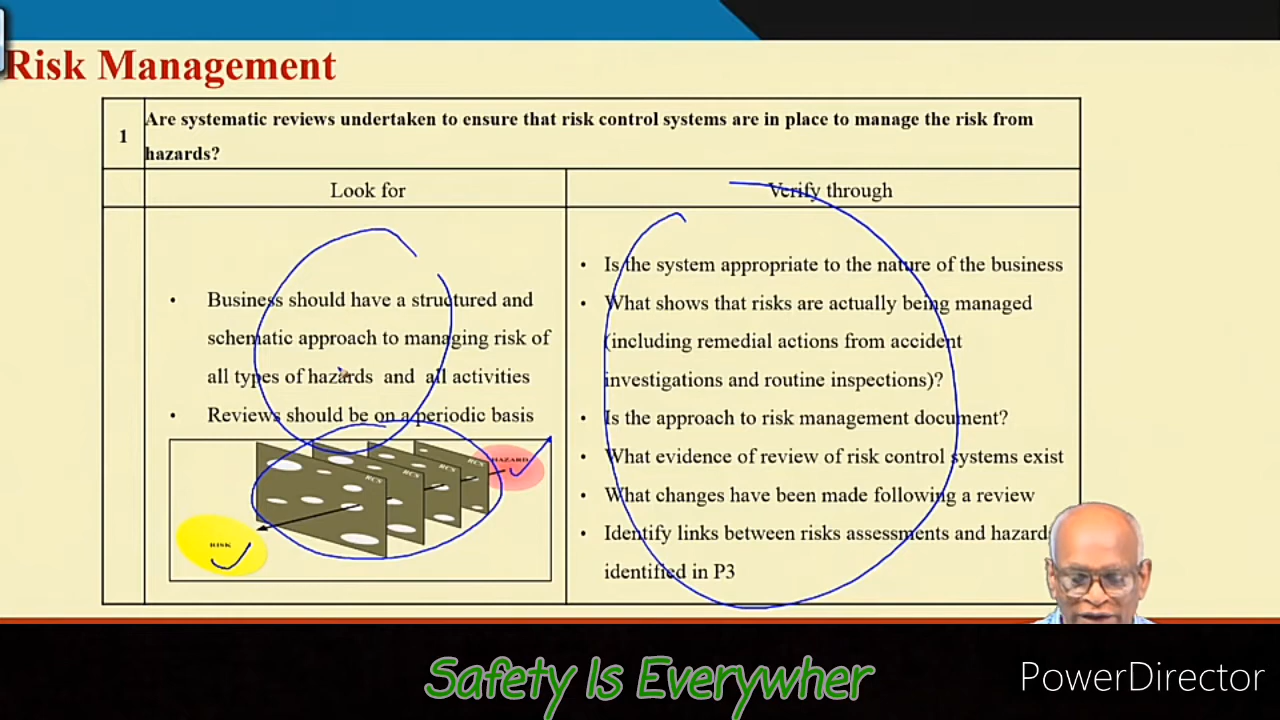 Risk Management
1
Are systematic reviews undertaken to ensure that risk control systems are in place to manage the risk from
hazards?
Look for
Verify through
• Business should have a structured and
schematic approach to managing risk of
all types of hazards and all activities
• Reviews should be on a periodic basis
RCS
RCS
RCS
RCS
HAZARD
RISK
• Is the system appropriate to the nature of the business
• What shows that risks are actually being managed
(including remedial actions from accident
investigations and routine inspections)?
• Is the approach to risk management document?
• What evidence of review of risk control systems exist
• What changes have been made following a review
• Identify links between risks assessments and hazard
identified in P3
Safety Is Everywher
PowerDirector